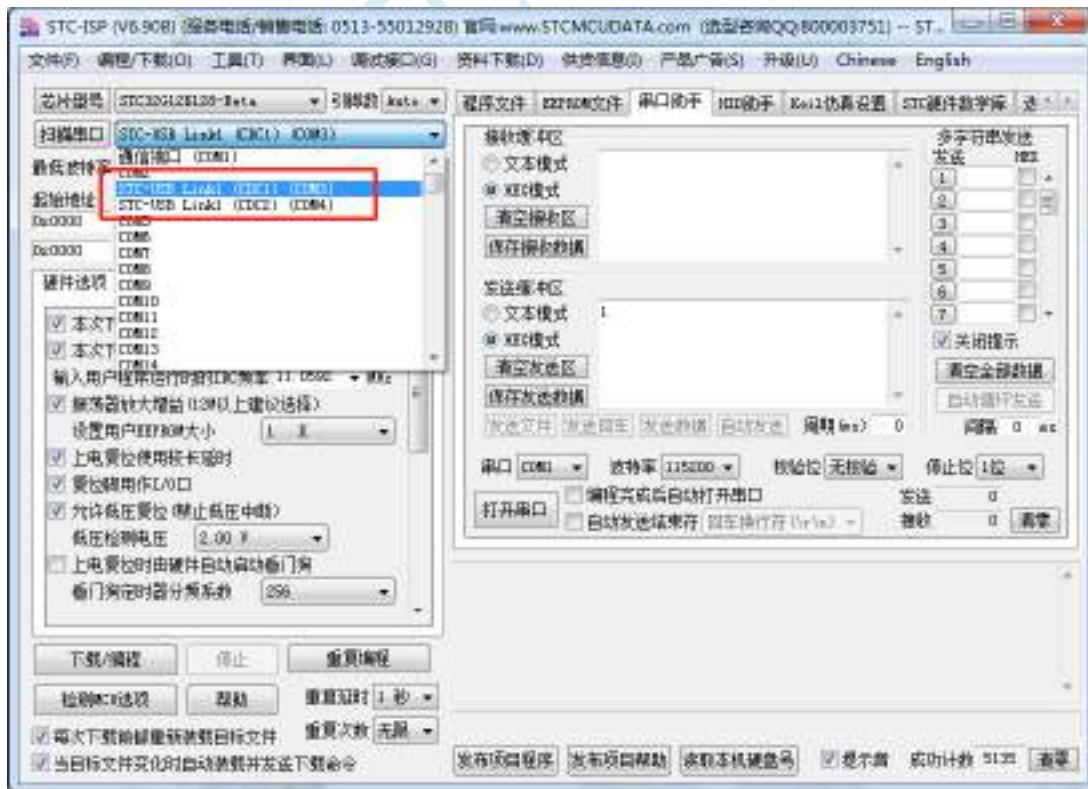 STC-ISP (V6.90B) (服务电话/销售电话: 0513-55012928) 官网:www.STCMCUDATA.com (选型咨询QQ:800003751) -- ST..
文件(F) 编程/下载(O) 工具(T) 界面(L) 调试接口(G) 资料下载(D) 供货信息(I) 产品广告(S) 升级(U) Chinese English
芯片型号 STC32G12K128-Beta 引脚数 Auto
程序文件 EEPROM文件 串口助手 HID助手 Keil仿真设置 STC硬件数学库 选
扫描串口 STC-USB Link1 (CDC1) (COM3)
通信端口 (COM1)
COM2
STC-USB Link1 (CDC1) (COM3)
STC-USB Link1 (CDC2) (COM4)
COM5
COM6
COM7
COM8
COM9
COM10
COM11
COM12
COM13
COM14
最低波特率
起始地址
0x0000
0x0000
硬件选项
本次下
本次下
输入用户程序运行时的IRC频率 11.0592 MHz
振荡器放大增益(12M以上建议选择)
设置用户EEPROM大小 1 K
上电复位使用较长延时
复位脚用作I/O口
允许低压复位(禁止低压中断)
低压检测电压 2.00 V
上电复位时由硬件自动启动看门狗
看门狗定时器分频系数 256
下载/编程 停止 重复编程
检测MCU选项 帮助 重复延时 1 秒
重复次数 无限
每次下载前都重新装载目标文件
当目标文件变化时自动装载并发送下载命令
接收缓冲区
文本模式
HEX模式
清空接收区
保存接收数据
发送缓冲区
文本模式 1
HEX模式
清空发送区
保存发送数据
发送文件 发送回车 发送数据 自动发送 周期(ms) 0
多字符串发送
发送 HEX
1
2
3
4
5
6
7
关闭提示
清空全部数据
自动循环发送
间隔 0 ms
串口 COM1 波特率 115200 校验位 无校验 停止位 1位
打开串口 编程完成后自动打开串口
自动发送结束符 回车换行符(\r\n)
发送 0
接收 0 清零
发布项目程序 发布项目帮助 读取本机硬盘号 提示音 成功计数 5135 清零